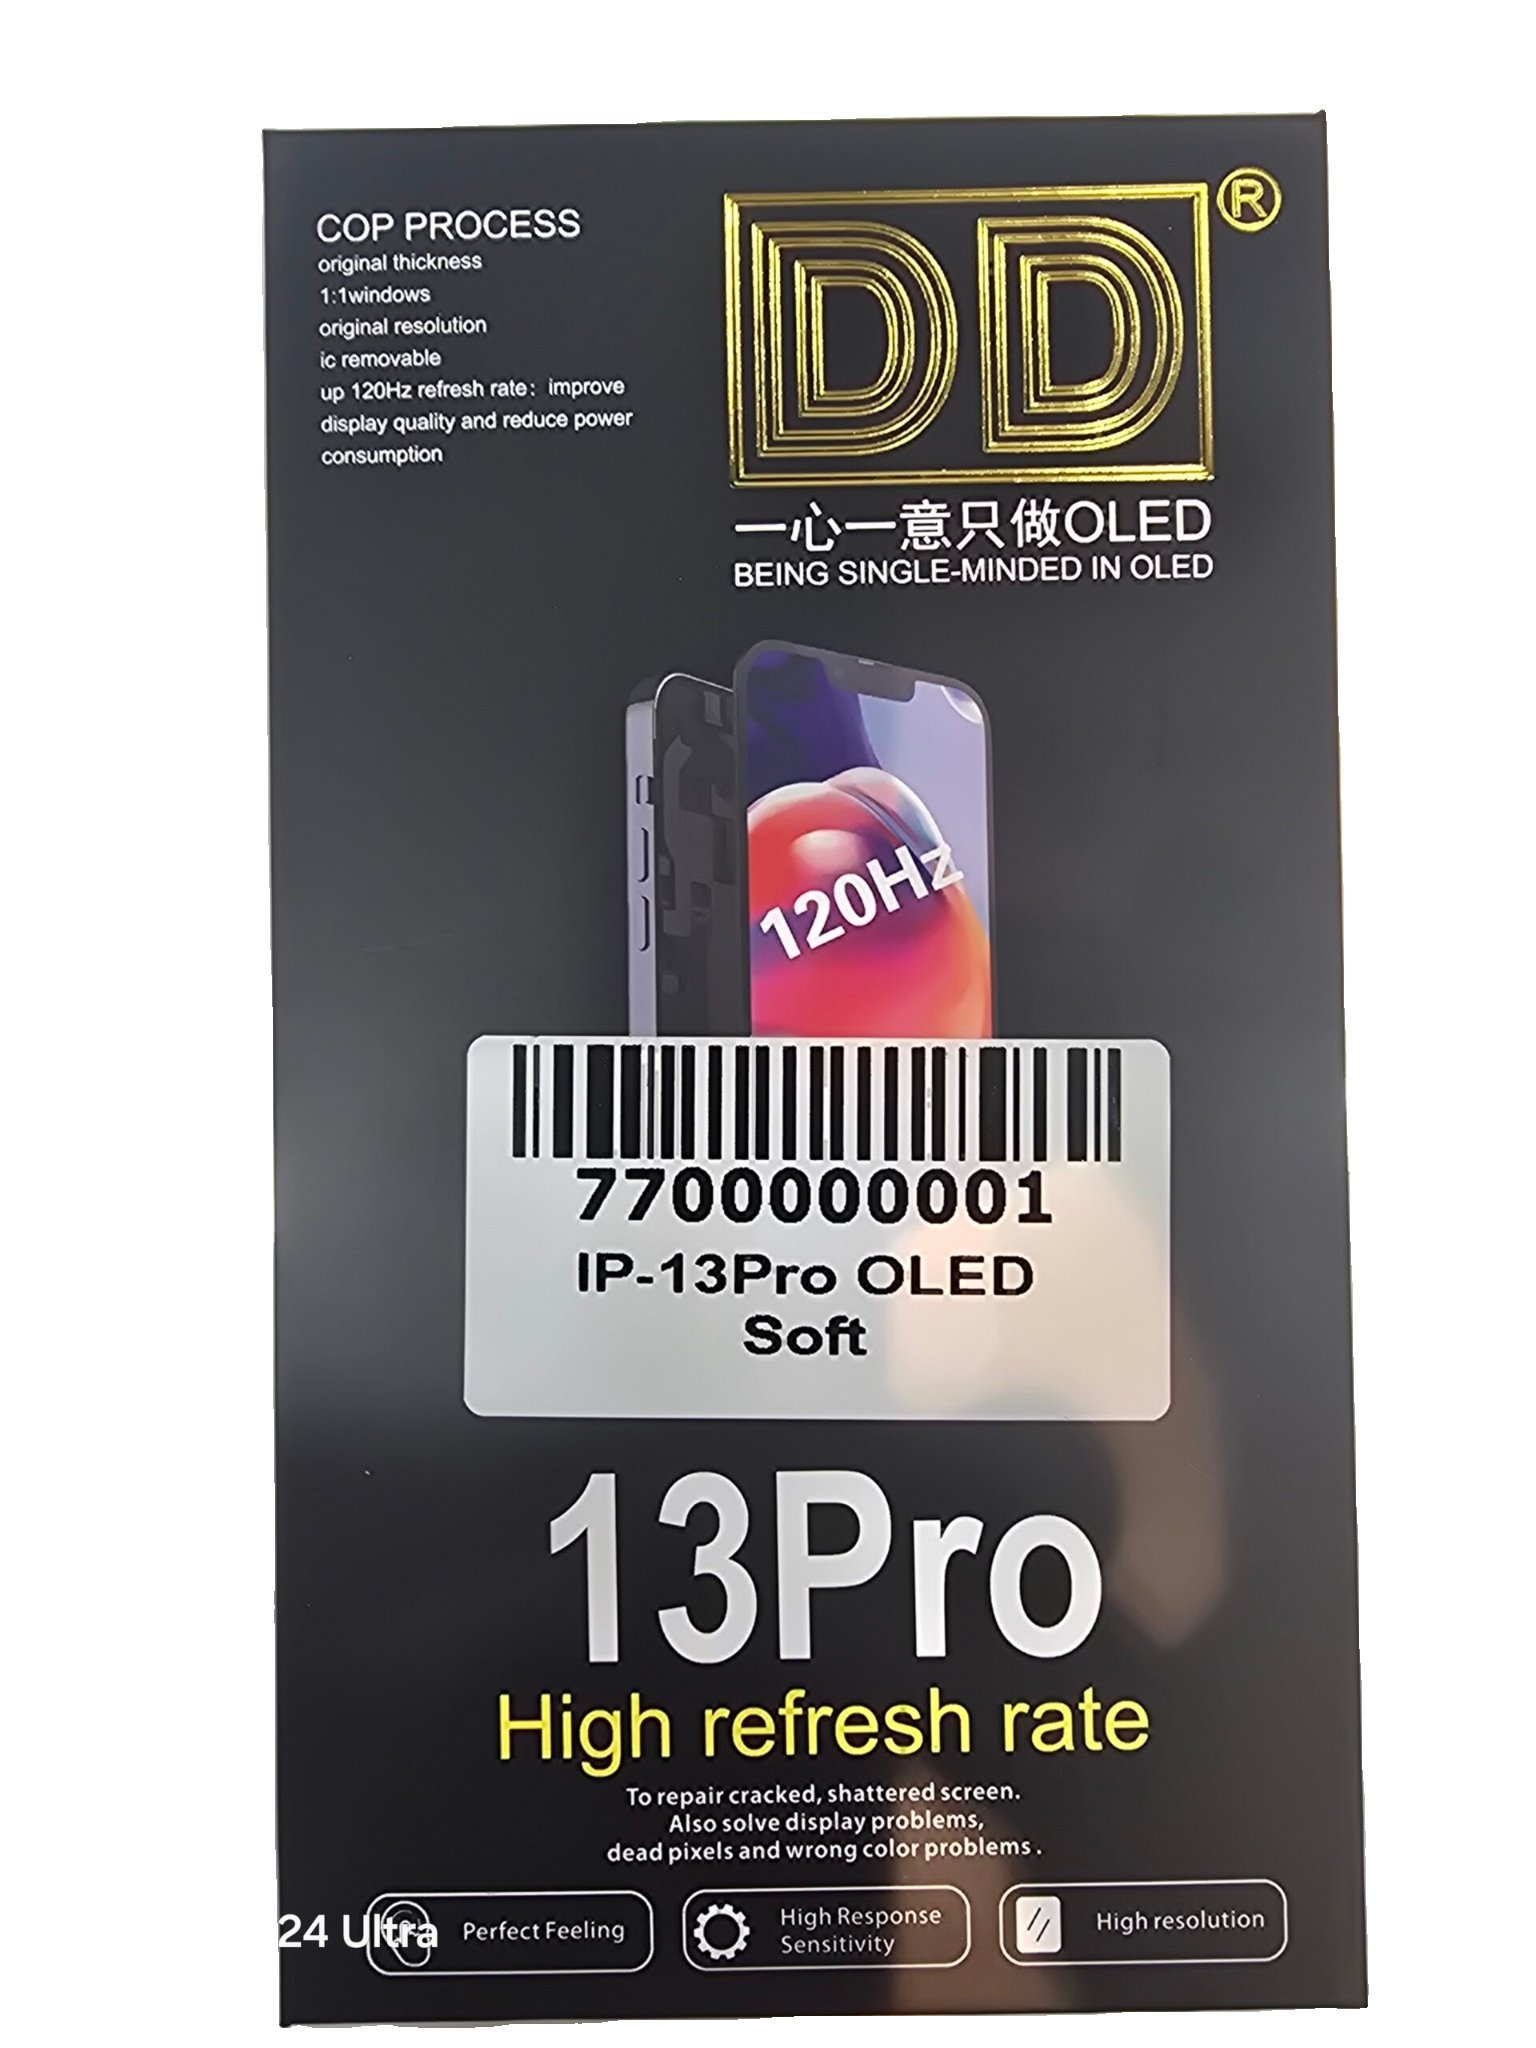 COP PROCESS
original thickness
1:1windows
original resolution
ic removable
up 120Hz refresh rate：improve
display quality and reduce power
consumption
DD®
一心一意只做OLED
BEING SINGLE-MINDED IN OLED
120Hz
7700000001
IP-13Pro OLED
Soft
13Pro
High refresh rate
To repair cracked, shattered screen.
Also solve display problems,
dead pixels and wrong color problems .
24 Ultra
Perfect Feeling
High Response
Sensitivity
High resolution